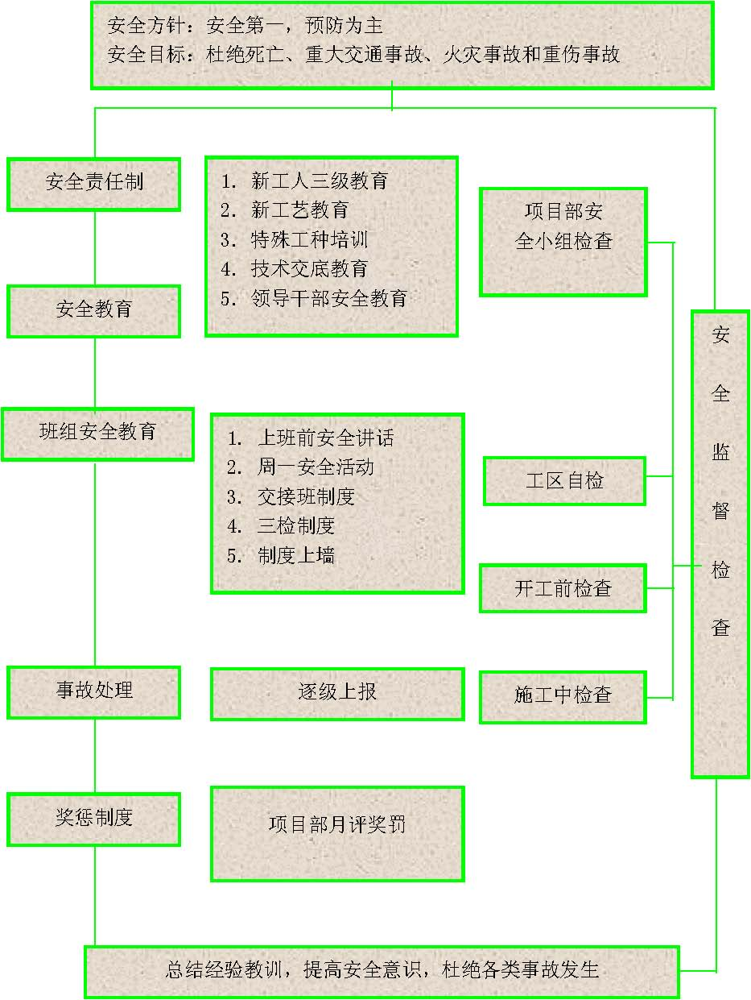 安全方针：安全第一，预防为主
安全目标：杜绝死亡、重大交通事故、火灾事故和重伤事故
安全责任制
1. 新工人三级教育
2. 新工艺教育
3. 特殊工种培训
4. 技术交底教育
5. 领导干部安全教育
项目部安
全小组检查
安全教育
安
全
监
督
检
查
班组安全教育
1. 上班前安全讲话
2. 周一安全活动
3. 交接班制度
4. 三检制度
5. 制度上墙
工区自检
开工前检查
事故处理
逐级上报
施工中检查
奖惩制度
项目部月评奖罚
总结经验教训，提高安全意识，杜绝各类事故发生